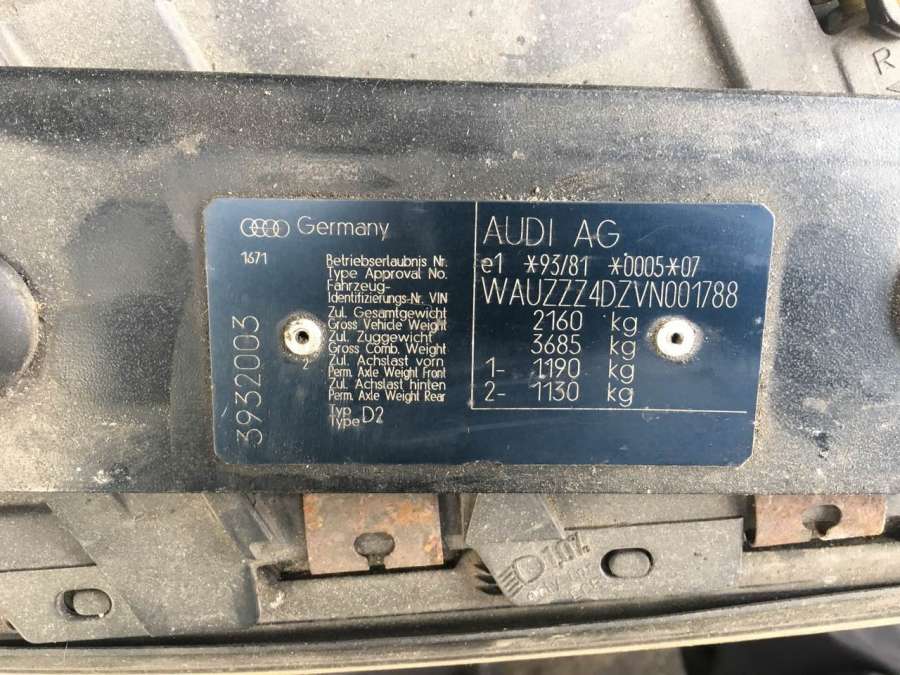 Germany
1671
3932003
Betriebserlaubnis Nr.
Type Approval No.
Fahrzeug-
Identifizierungs-Nr. VIN
Zul. Gesamtgewicht
Gross Vehicle Weight
Zul. Zuggewicht
Gross Comb. Weight
Zul. Achslast vorn
Perm. Axle Weight Front
Zul. Achslast hinten
Perm. Axle Weight Rear
Typ
Type D2
2
AUDI AG
e1 *93/81 *0005*07
WAUZZZ4DZVN001788
2160 kg
3685 kg
1- 1190 kg
2- 1130 kg
R
1,0%